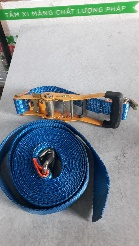 TẤM XI MĂNG CHẤT LƯỢNG PHÁP